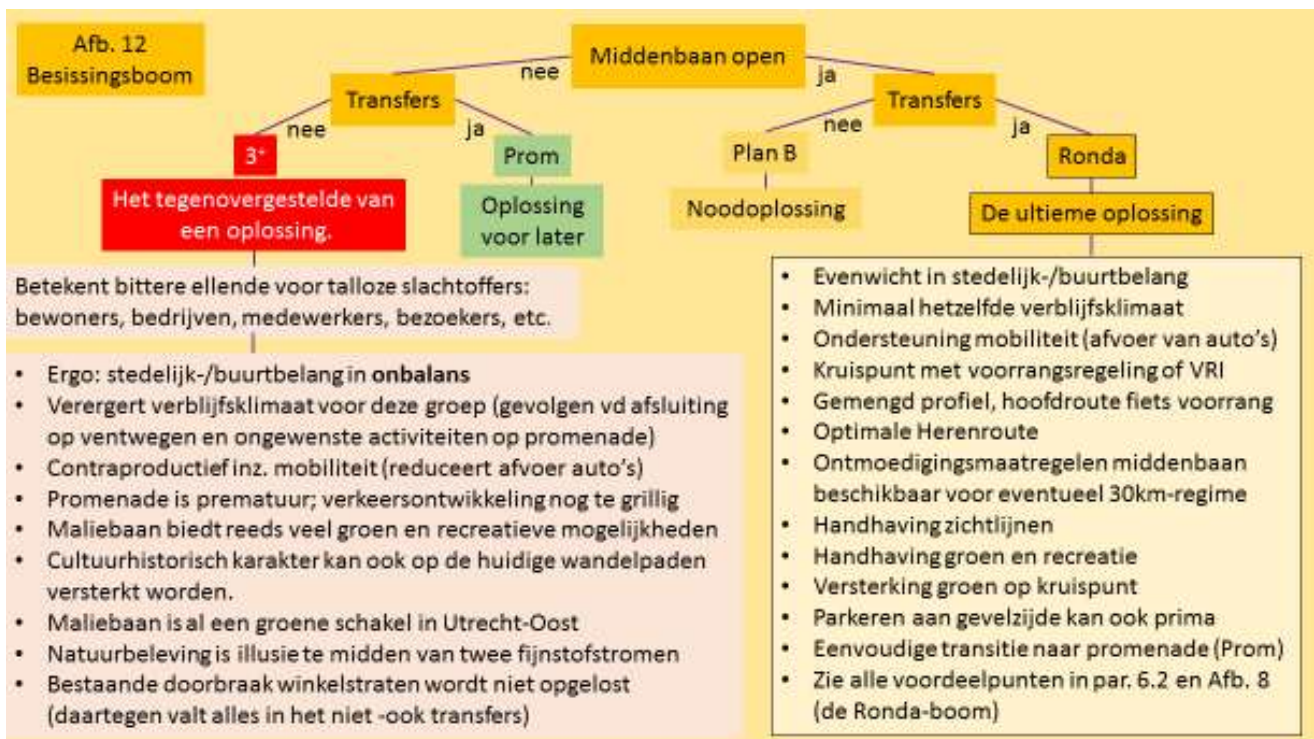 Afb. 12
Besissingsboom
Middenbaan open
nee
ja
Transfers
Transfers
nee
ja
nee
ja
3+
Prom
Plan B
Ronda
Het tegenovergestelde van
een oplossing.
Oplossing
voor later
Noodoplossing
De ultieme oplossing
Betekent bittere ellende voor talloze slachtoffers:
bewoners, bedrijven, medewerkers, bezoekers, etc.
• Ergo: stedelijk-/buurtbelang in onbalans
• Verergert verblijfsklimaat voor deze groep (gevolgen vd afsluiting
op ventwegen en ongewenste activiteiten op promenade)
• Contraproductief inz. mobiliteit (reduceert afvoer auto's)
• Promenade is prematuur; verkeersontwikkeling nog te grillig
• Maliebaan biedt reeds veel groen en recreatieve mogelijkheden
• Cultuurhistorisch karakter kan ook op de huidige wandelpaden
versterkt worden.
• Maliebaan is al een groene schakel in Utrecht-Oost
• Natuurbeleving is illusie te midden van twee fijnstofstromen
• Bestaande doorbraak winkelstraten wordt niet opgelost
(daartegen valt alles in het niet -ook transfers)
• Evenwicht in stedelijk-/buurtbelang
• Minimaal hetzelfde verblijfsklimaat
• Ondersteuning mobiliteit (afvoer van auto's)
• Kruispunt met voorrangsregeling of VRI
• Gemengd profiel, hoofdroute fiets voorrang
• Optimale Herenroute
• Ontmoedigingsmaatregelen middenbaan
beschikbaar voor eventueel 30km-regime
• Handhaving zichtlijnen
• Handhaving groen en recreatie
• Versterking groen op kruispunt
• Parkeren aan gevelzijde kan ook prima
• Eenvoudige transitie naar promenade (Prom)
• Zie alle voordeelpunten in par. 6.2 en Afb. 8
(de Ronda-boom)